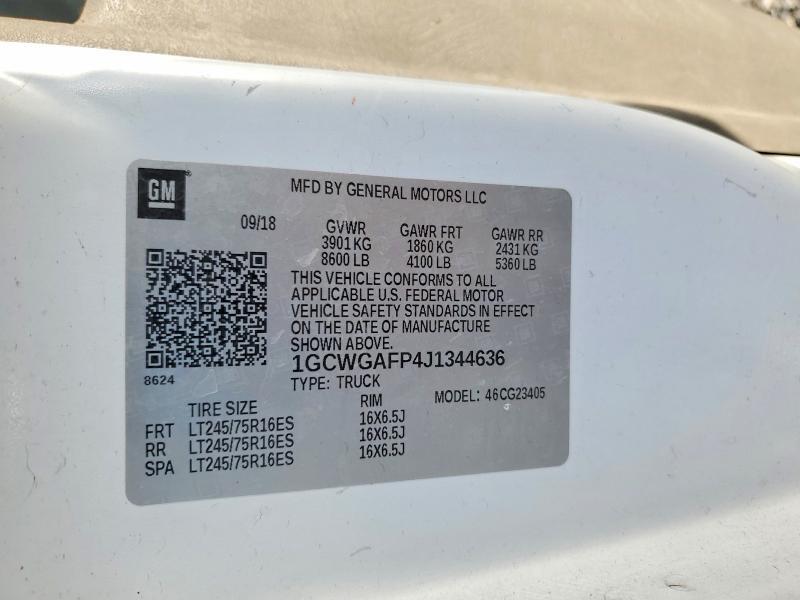 GM
MFD BY GENERAL MOTORS LLC
09/18
GVWR GAWR FRT GAWR RR
3901 KG 1860 KG 2431 KG
8600 LB 4100 LB 5360 LB
THIS VEHICLE CONFORMS TO ALL
APPLICABLE U.S. FEDERAL MOTOR
VEHICLE SAFETY STANDARDS IN EFFECT
ON THE DATE OF MANUFACTURE
SHOWN ABOVE.
1GCWGAFP4J1344636
8624
TYPE: TRUCK
MODEL: 46CG23405
TIRE SIZE RIM
FRT LT245/75R16ES 16X6.5J
RR LT245/75R16ES 16X6.5J
SPA LT245/75R16ES 16X6.5J